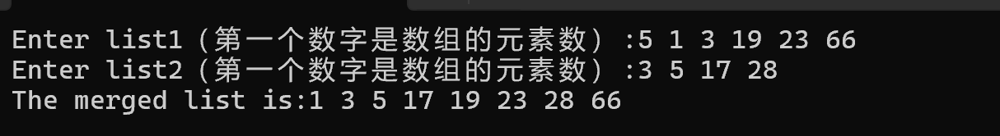 Enter list1（第一个数字是数组的元素数）:5 1 3 19 23 66
Enter list2（第一个数字是数组的元素数）:3 5 17 28
The merged list is:1 3 5 17 19 23 28 66